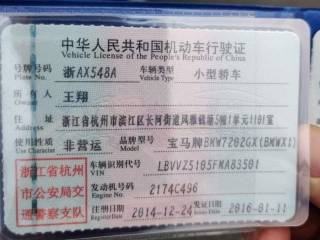 中华人民共和国机动车行驶证
Vehicle License of the People's Republic of China
号牌号码 浙AX548A 车辆类型 小型轿车
Plate No. Vehicle Type
所有人 王翔
Owner
住址 浙江省杭州市滨江区长河街道风雅钱塘5幢1单元1101室
Address
使用性质 非营运 品牌型号 宝马牌BMW7202GX(BMWX1)
Use Character Model
浙江省杭州市公安局交通警察支队
车辆识别代号 LBVVZ5105FMA83501
VIN
发动机号码 2174C496
Engine No.
注册日期 2014-12-24 发证日期 2016-01-11
Register Date Issue Date